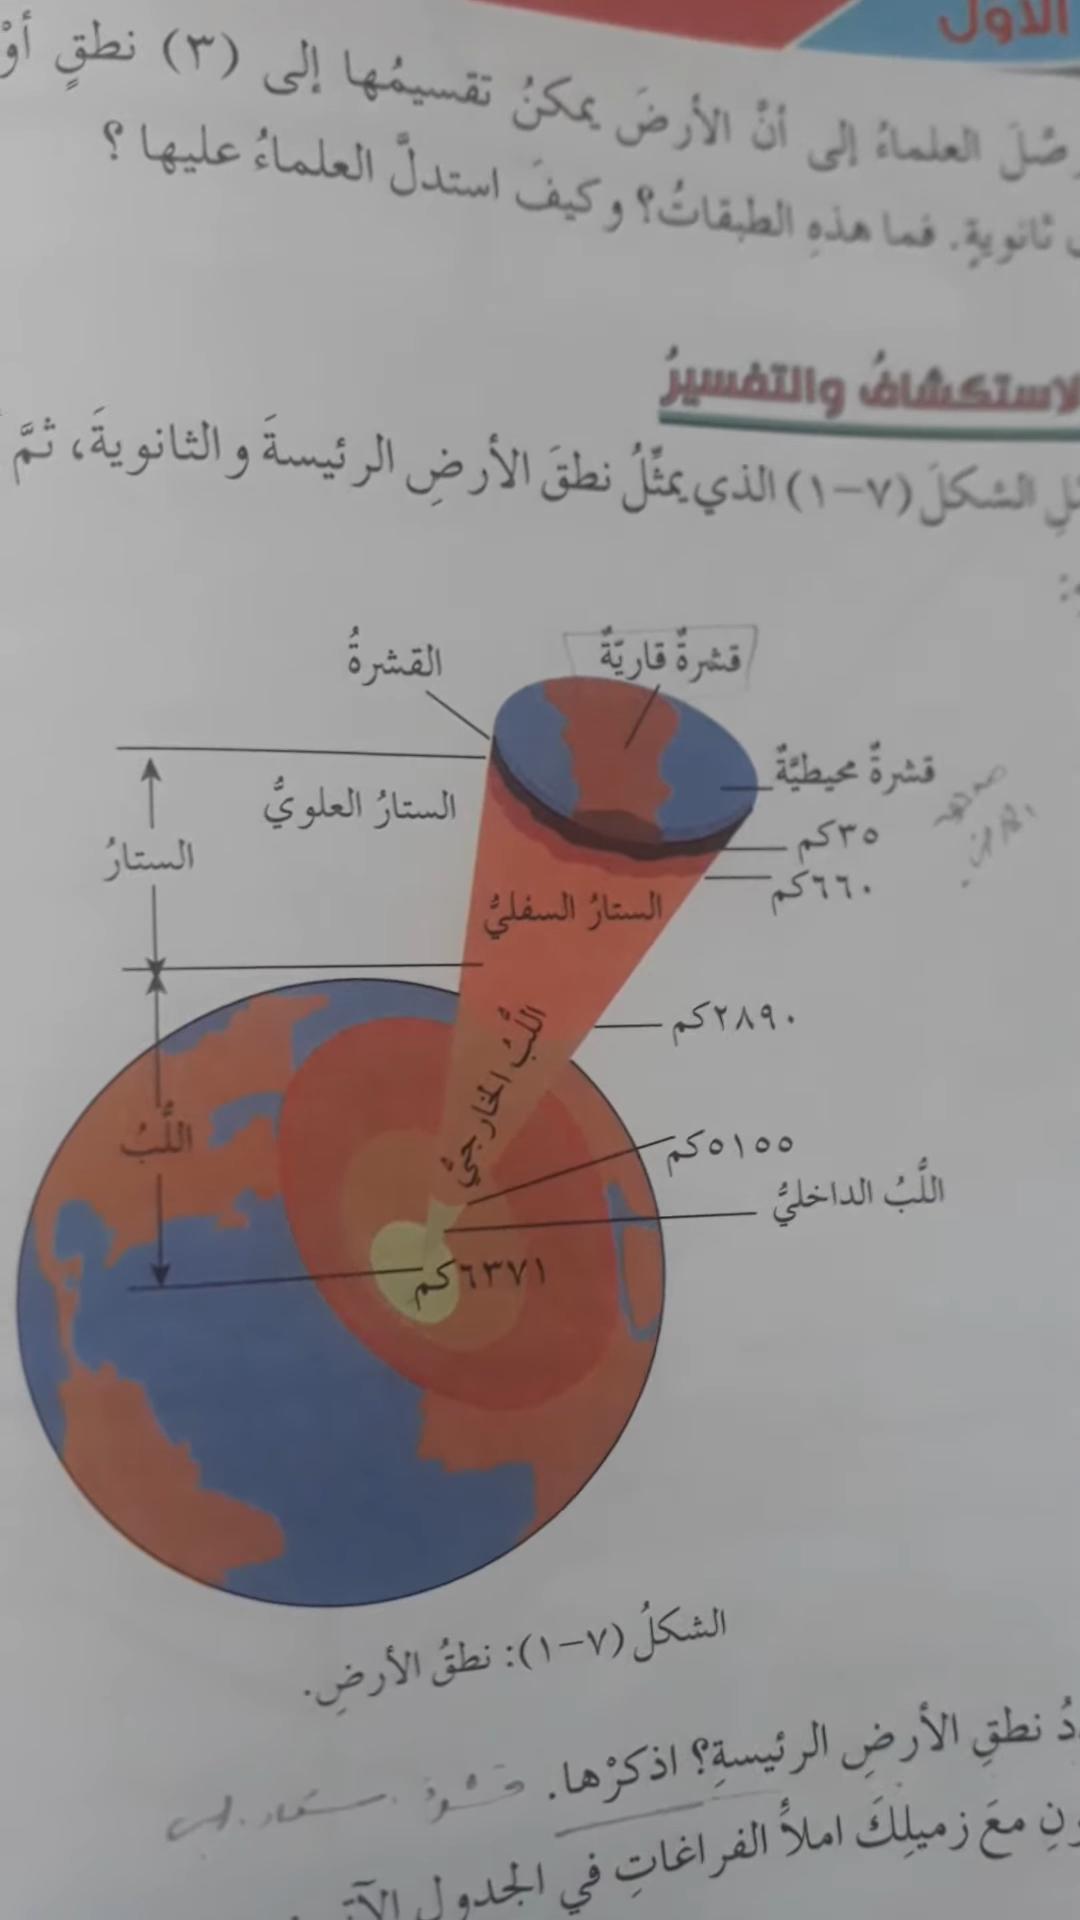 الأول
العلماءُ إلى أنَّ الأرضَ يمكنُ تقسيمُها إلى (٣) نطقٍ
ثانويةٍ. فما هذهِ الطبقاتُ؟ وكيفَ استدلَّ العلماءُ عليها ؟
الاستكشافُ والتفسيرُ
الشكلَ (٧-١) الذي يمثِّلُ نطقَ الأرضِ الرئيسةَ والثانويةَ، ثمَّ
قشرةٌ قاريّةٌ
القشرةُ
قشرةٌ محيطيَّةٌ
الستارُ العلويُّ
٣٥كم
الستارُ
٦٦٠كم
الستارُ السفليُّ
٢٨٩٠كم
اللّبُّ الخارجيُّ
اللّبُّ
٥١٥٥كم
اللّبُّ الداخليُّ
٦٣٧١كم
الشكلُ (٧-١): نطقُ الأرضِ.
نطقِ الأرضِ الرئيسةِ؟ اذكرْها.
معَ زميلِكَ املأِ الفراغاتِ في الجدولِ